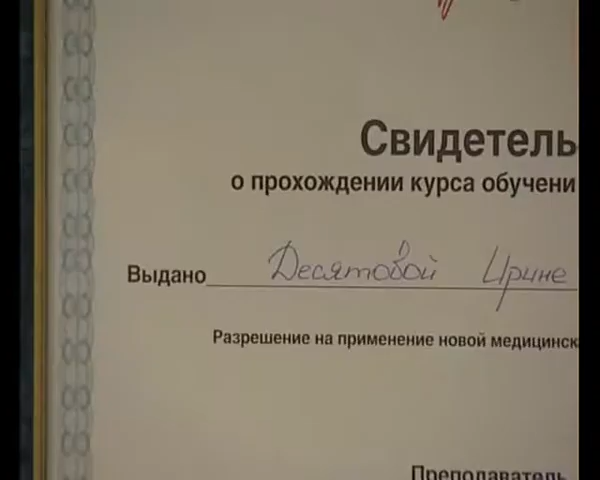 Свидетель
о прохождении курса обучени
Выдано Десятовой Ирине
Разрешение на применение новой медицинск
Преподаватель